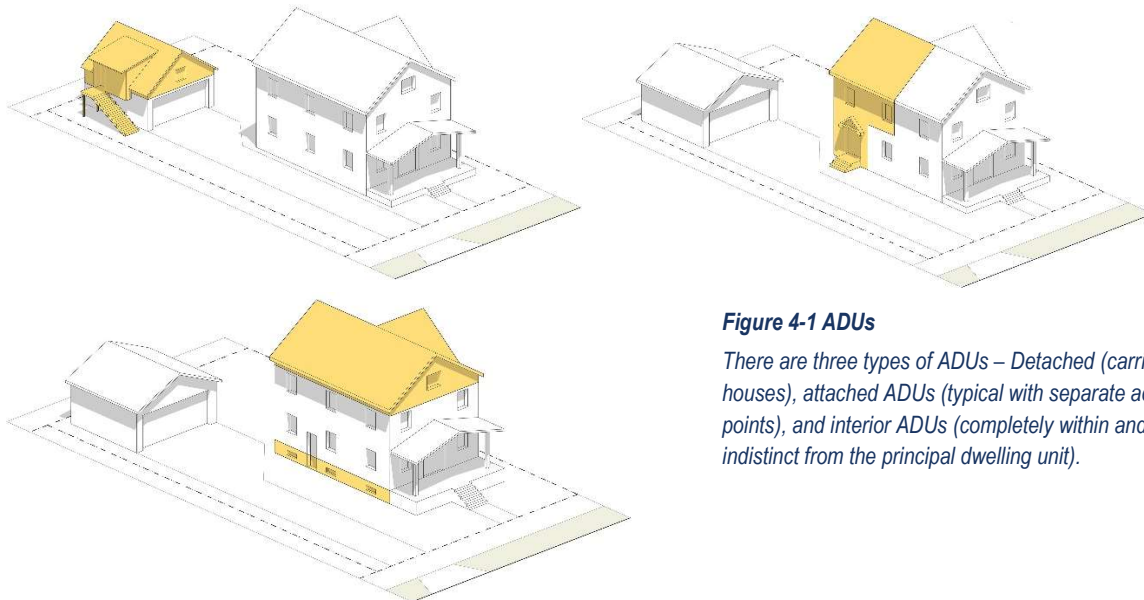 Figure 4-1 ADUs
There are three types of ADUs – Detached (carri
houses), attached ADUs (typical with separate a
points), and interior ADUs (completely within and
indistinct from the principal dwelling unit).